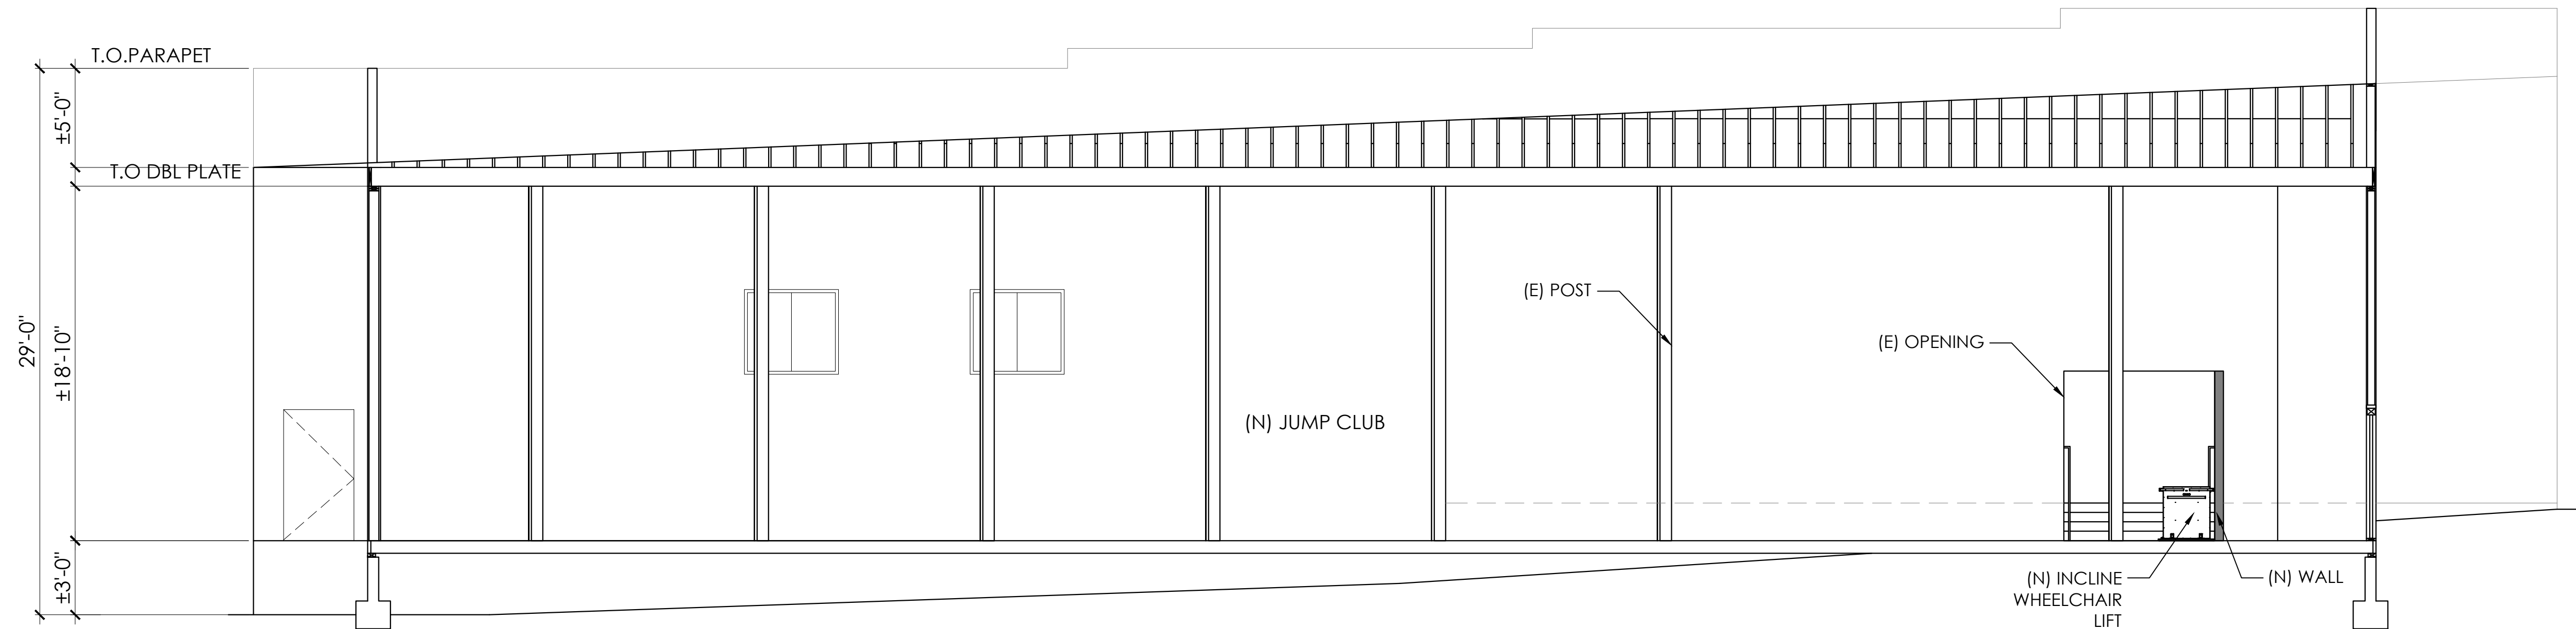 T.O.PARAPET
±5'-0"
T.O DBL PLATE
29'-0"
±18'-10"
±3'-0"
(E) POST
(E) OPENING
(N) JUMP CLUB
(N) INCLINE
WHEELCHAIR
LIFT
(N) WALL